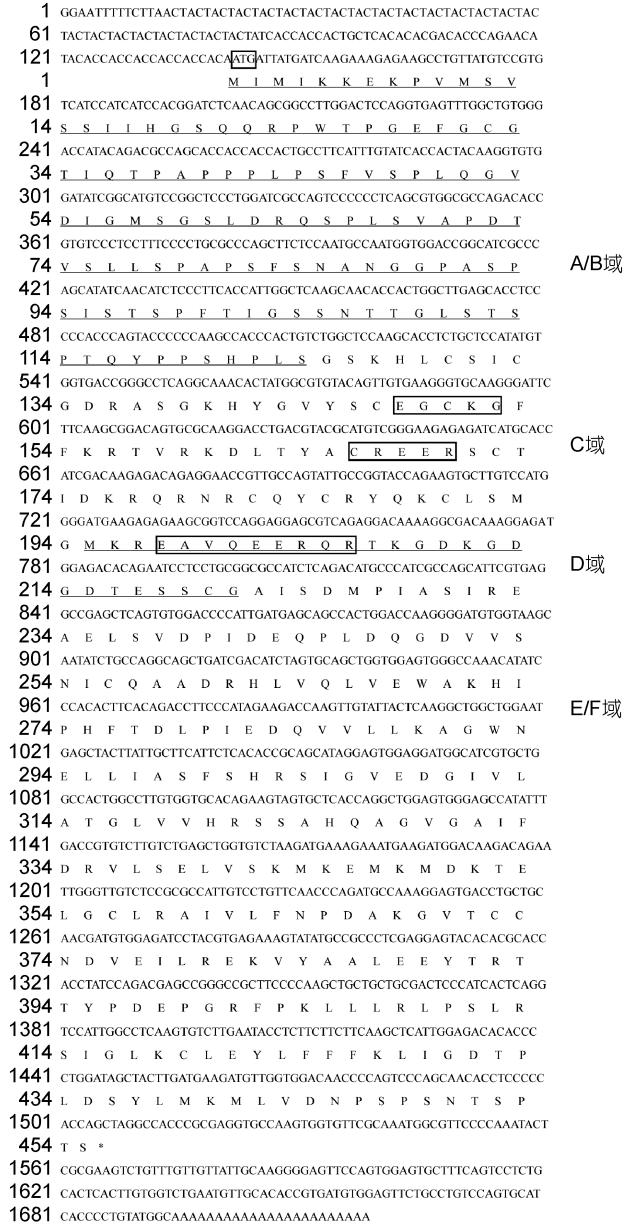 1 GGAATTTTTCTTAACTACTACTACTACTACTACTACTACTACTACTACTACTACTACTAC
61 TACTACTACTACTACTACTACTACTACTATCACCACCACTGCTCACACACGACACCCAGAACA
121 TACACCACCACCACCACCACAATGATTATGATCAAGAAAGAGAAGCCTGTTATGTCCGTG
1 M I M I K K E K P V M S V
181 TCATCCATCATCCACGGATCTCAACAGCGGCCTTGGACTCCAGGTGAGTTTGGCTGTGGG
14 S S I I H G S Q Q R P W T P G E F G C G
241 ACCATACAGACGCCAGCACCACCACCACTGCCTTCATTTGTATCACCACTACAAGGTGTG
34 T I Q T P A P P P L P S F V S P L Q G V
301 GATATCGGCATGTCCGGCTCCCTGGATCGCCAGTCCCCCCTCAGCGTGGCGCCAGACACC
54 D I G M S G S L D R Q S P L S V A P D T
361 GTGTCCCTCCTTTCCCCTGCGCCCAGCTTCTCCAATGCCAATGGTGGACCGGCATCGCCC
74 V S L L S P A P S F S N A N G G P A S P
A/B域
421 AGCATATCAACATCTCCCTTCACCATTGGCTCAAGCAACACCACTGGCTTGAGCACCTCC
94 S I S T S P F T I G S S N T T G L S T S
481 CCCACCCAGTACCCCCCAAGCCACCCACTGTCTGGCTCCAAGCACCTCTGCTCCATATGT
114 P T Q Y P P S H P L S G S K H L C S I C
541 GGTGACCGGGCCTCAGGCAAACACTATGGCGTGTACAGTTGTGAAGGGTGCAAGGGATTC
134 G D R A S G K H Y G V Y S C E G C K G F
601 TTCAAGCGGACAGTGCGCAAGGACCTGACGTACGCATGTCGGGAAGAGAGATCATGCACC
154 F K R T V R K D L T Y A C R E E R S C T
C域
661 ATCGACAAGAGACAGAGGAACCGTTGCCAGTATTGCCGGTACCAGAAGTGCTTGTCCATG
174 I D K R Q R N R C Q Y C R Y Q K C L S M
721 GGGATGAAGAGAGAAGCGGTCCAGGAGGAGCGTCAGAGGACAAAAGGCGACAAAGGAGAT
194 G M K R E A V Q E E R Q R T K G D K G D
781 GGAGACACAGAATCCTCCTGCGGCGCCATCTCAGACATGCCCATCGCCAGCATTCGTGAG
D域
214 G D T E S S C G A I S D M P I A S I R E
841 GCCGAGCTCAGTGTGGACCCCATTGATGAGCAGCCACTGGACCAAGGGGATGTGGTAAGC
234 A E L S V D P I D E Q P L D Q G D V V S
901 AATATCTGCCAGGCAGCTGATCGACATCTAGTGCAGCTGGTGGAGTGGGCCAAACATATC
254 N I C Q A A D R H L V Q L V E W A K H I
961 CCACACTTCACAGACCTTCCCATAGAAGACCAAGTTGTATTACTCAAGGCTGGCTGGAAT
E/F域
274 P H F T D L P I E D Q V V L L K A G W N
1021 GAGCTACTTATTGCTTCATTCTCACACCGCAGCATAGGAGTGGAGGATGGCATCGTGCTG
294 E L L I A S F S H R S I G V E D G I V L
1081 GCCACTGGCCTTGTGGTGCACAGAAGTAGTGCTCACCAGGCTGGAGTGGGAGCCATATTT
314 A T G L V V H R S S A H Q A G V G A I F
1141 GACCGTGTCTTGTCTGAGCTGGTGTCTAAGATGAAAGAAATGAAGATGGACAAGACAGAA
334 D R V L S E L V S K M K E M K M D K T E
1201 TTGGGTTGTCTCCGCGCCATTGTCCTGTTCAACCCAGATGCCAAAGGAGTGACCTGCTGC
354 L G C L R A I V L F N P D A K G V T C C
1261 AACGATGTGGAGATCCTACGTGAGAAAGTATATGCCGCCCTCGAGGAGTACACACGCACC
374 N D V E I L R E K V Y A A L E E Y T R T
1321 ACCTATCCAGACGAGCCGGGCCGCTTCCCCAAGCTGCTGCTGCGACTCCCATCACTCAGG
394 T Y P D E P G R F P K L L L R L P S L R
1381 TCCATTGGCCTCAAGTGTCTTGAATACCTCTTCTTCTTCAAGCTCATTGGAGACACACCC
414 S I G L K C L E Y L F F F K L I G D T P
1441 CTGGATAGCTACTTGATGAAGATGTTGGTGGACAACCCCAGTCCCAGCAACACCTCCCCC
434 L D S Y L M K M L V D N P S P S N T S P
1501 ACCAGCTAGGCCACCCGCGAGGTGCCAAGTGGTGTTCGCAAATGGCGTTCCCCAAATACT
454 T S *
1561 CGCGAAGTCTGTTTGTTGTTATTGCAAGGGGAGTTCCAGTGGAGTGCTTTCAGTCCTCTG
1621 CACTCACTTGTGGTCTGAATGTTGCACACCGTGATGTGGAGTTCTGCCTGTCCAGTGCAT
1681 CACCCCTGTATGGCAAAAAAAAAAAAAAAAAAAAAAA